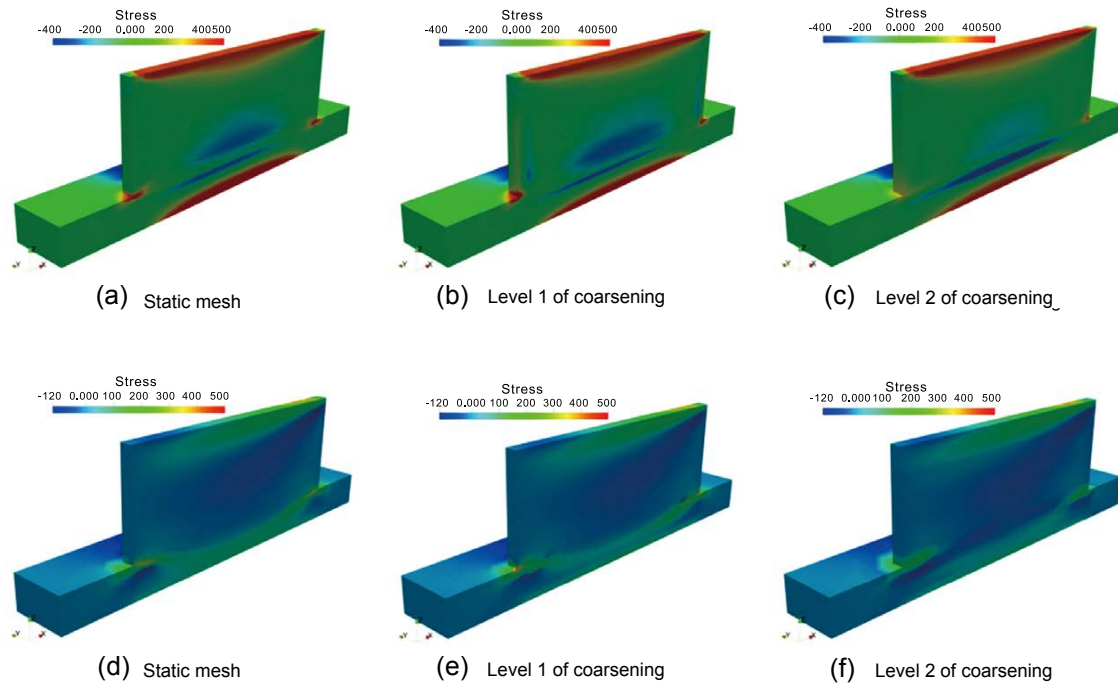 Stress
-400 -200 0.000 200 400500
Stress
-400 -200 0.000 200 400500
Stress
-400 -200 0.000 200 400500
Z
Y X
Z
Y X
Z
Y X
(a) Static mesh
(b) Level 1 of coarsening
(c) Level 2 of coarsening
Stress
-120 0.000 100 200 300 400 500
Stress
-120 0.000 100 200 300 400 500
Stress
-120 0.000 100 200 300 400 500
Z
Y X
Z
Y X
Z
Y X
(d) Static mesh
(e) Level 1 of coarsening
(f) Level 2 of coarsening